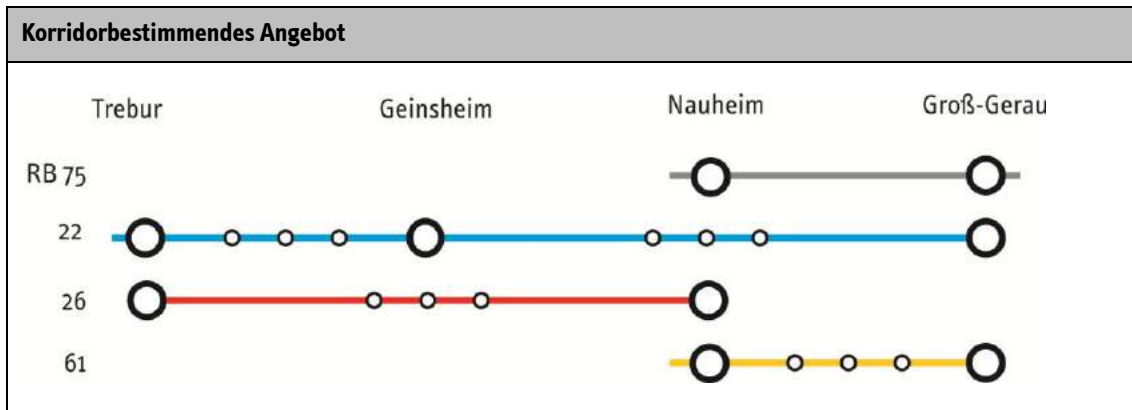 Korridorbestimmendes Angebot
Trebur Geinsheim Nauheim Groß-Gerau
RB 75
22
26
61